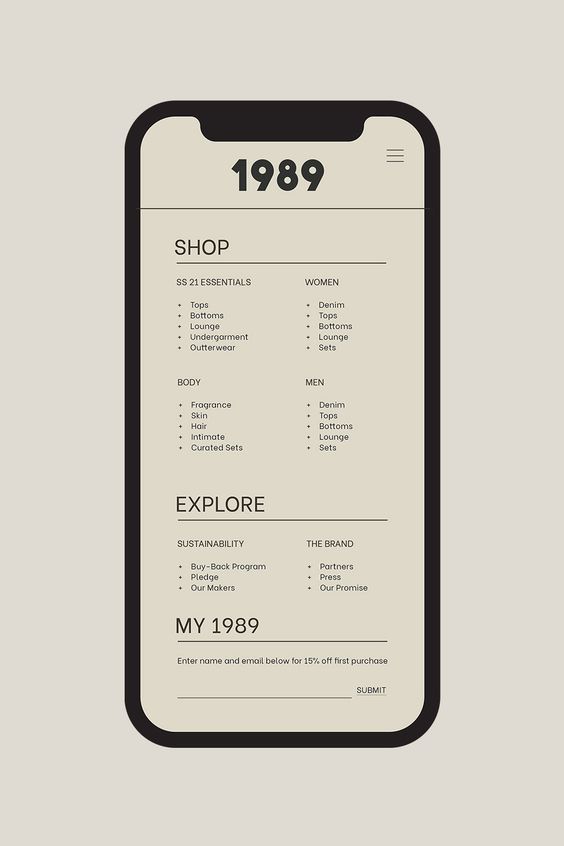 1989
SHOP
SS 21 ESSENTIALS
+ Tops
+ Bottoms
+ Lounge
+ Undergarment
+ Outterwear
WOMEN
+ Denim
+ Tops
+ Bottoms
+ Lounge
+ Sets
BODY
+ Fragrance
+ Skin
+ Hair
+ Intimate
+ Curated Sets
MEN
+ Denim
+ Tops
+ Bottoms
+ Lounge
+ Sets
EXPLORE
SUSTAINABILITY
+ Buy-Back Program
+ Pledge
+ Our Makers
THE BRAND
+ Partners
+ Press
+ Our Promise
MY 1989
Enter name and email below for 15% off first purchase
SUBMIT